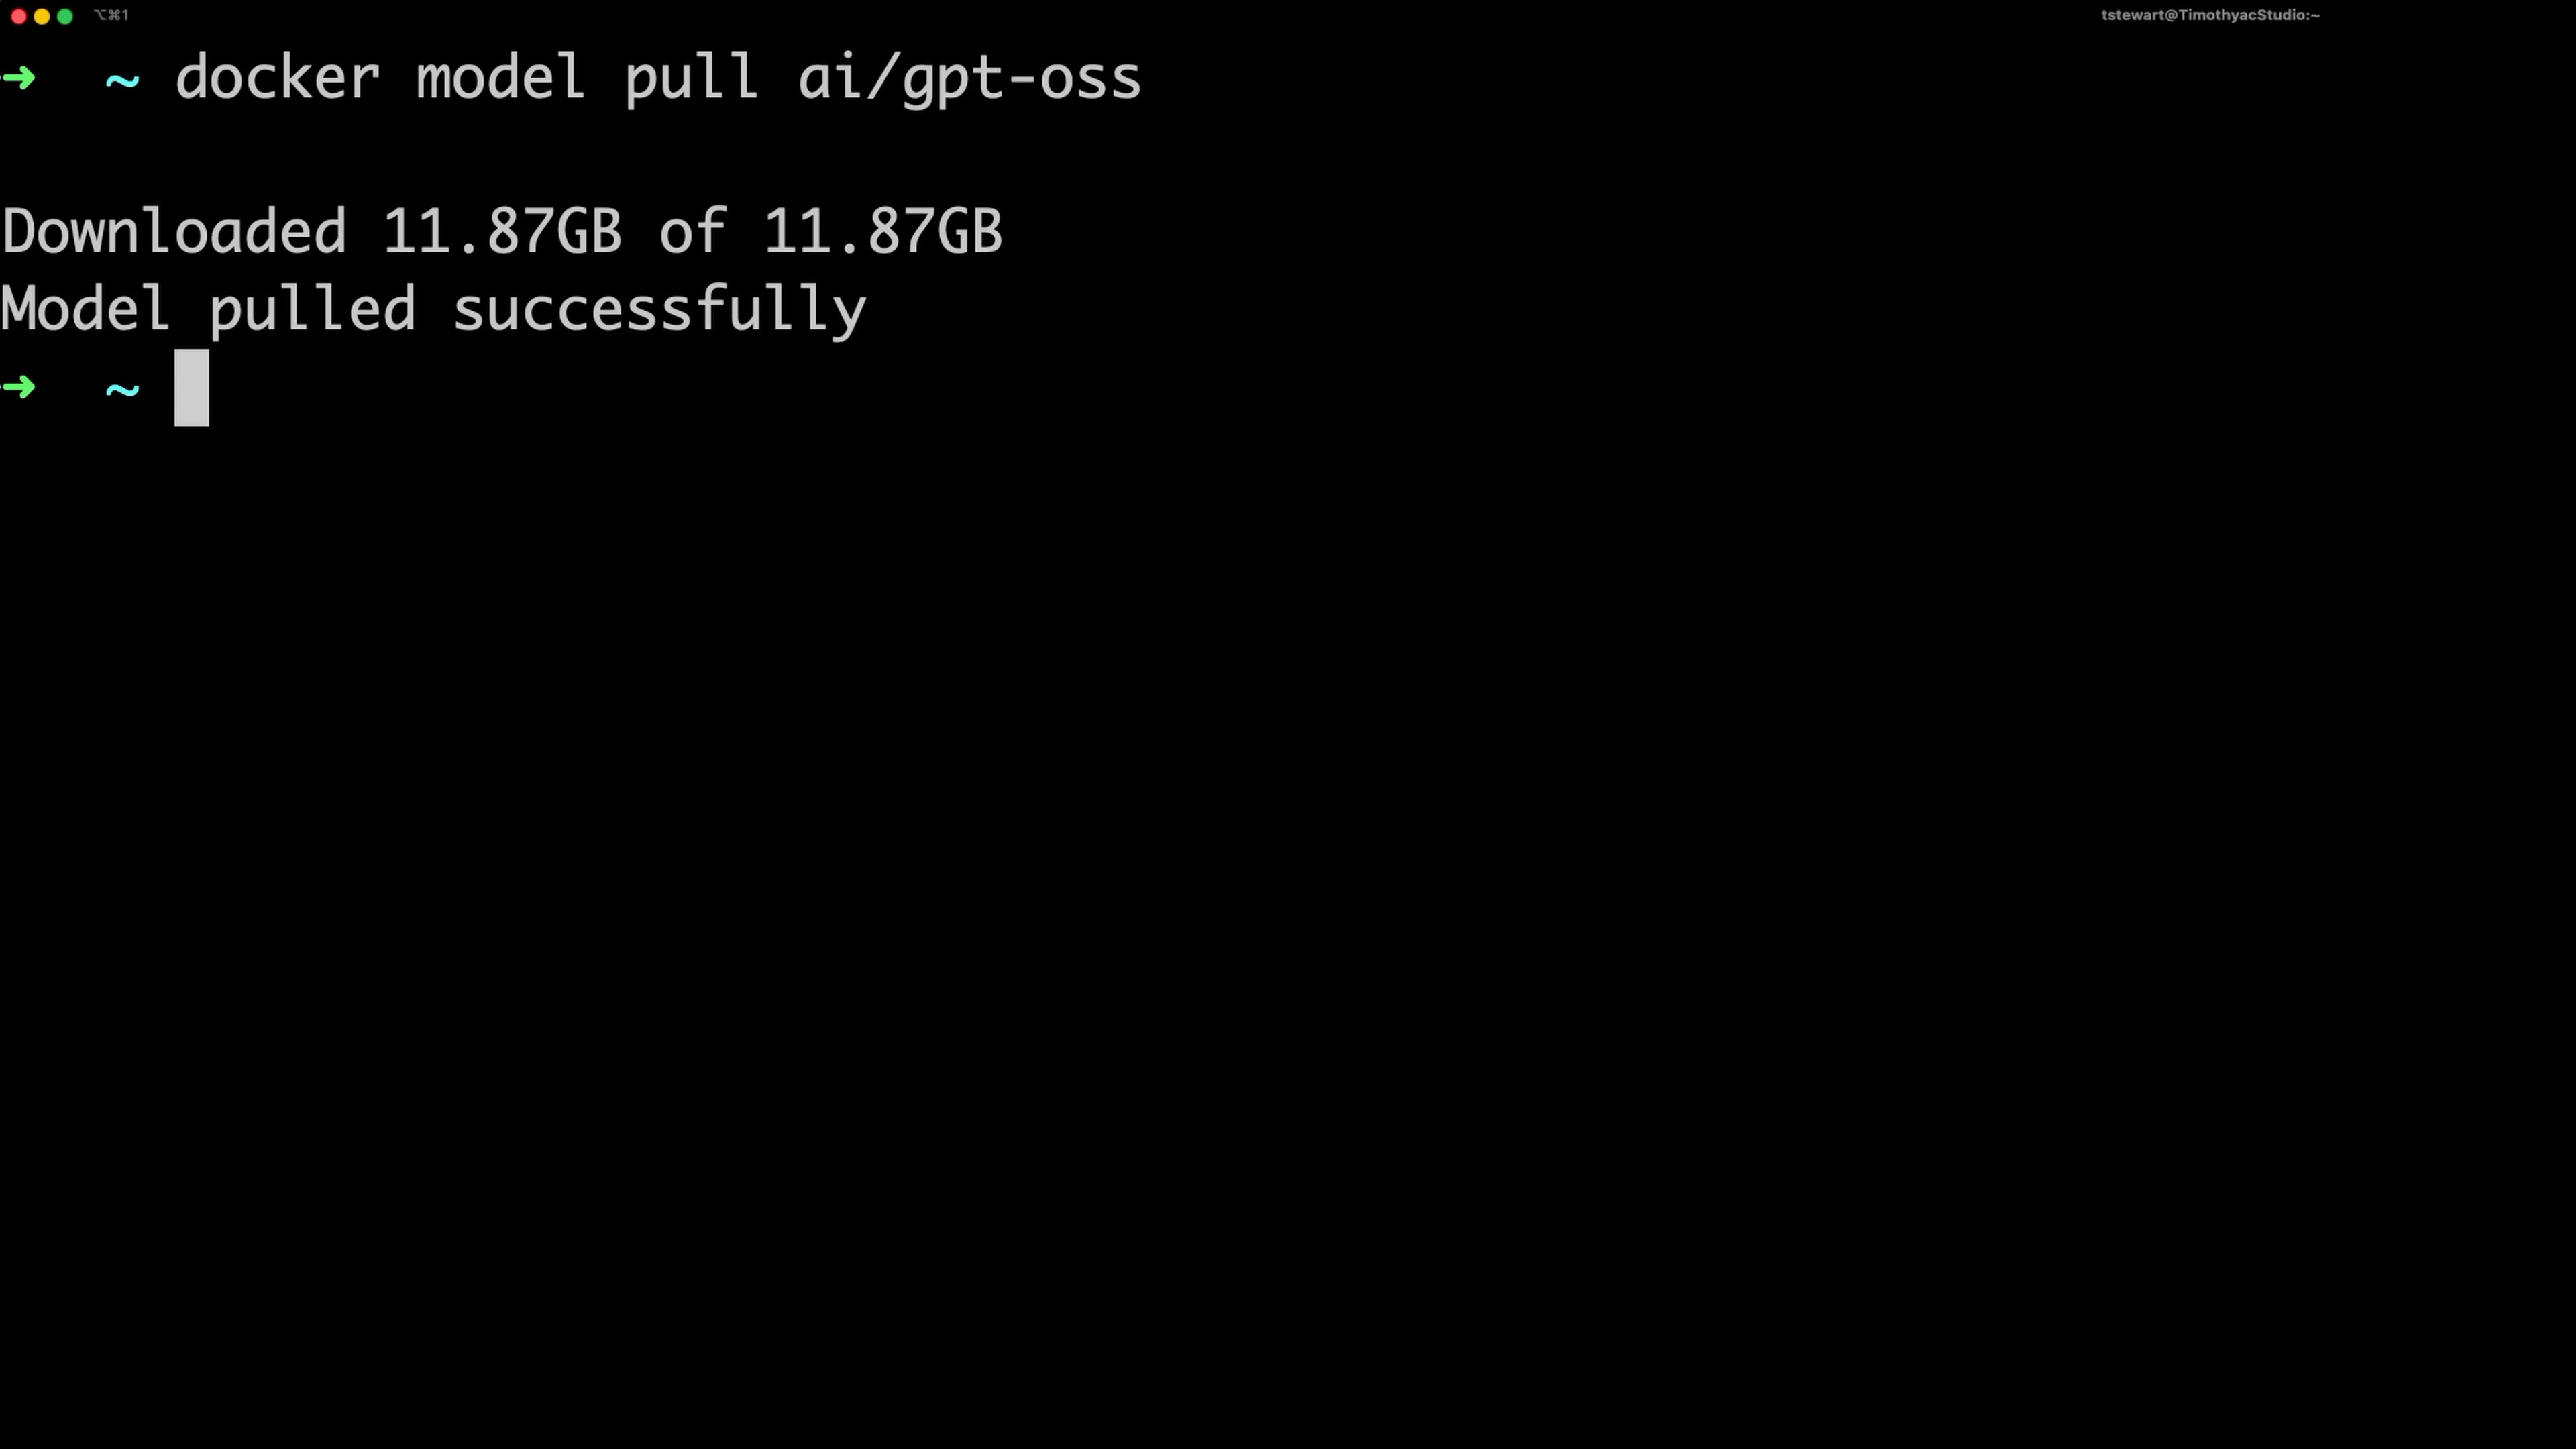 ⌥⌘1
tstewart@TimothyacStudio:~
➜ ~ docker model pull ai/gpt-oss
Downloaded 11.87GB of 11.87GB
Model pulled successfully
➜ ~